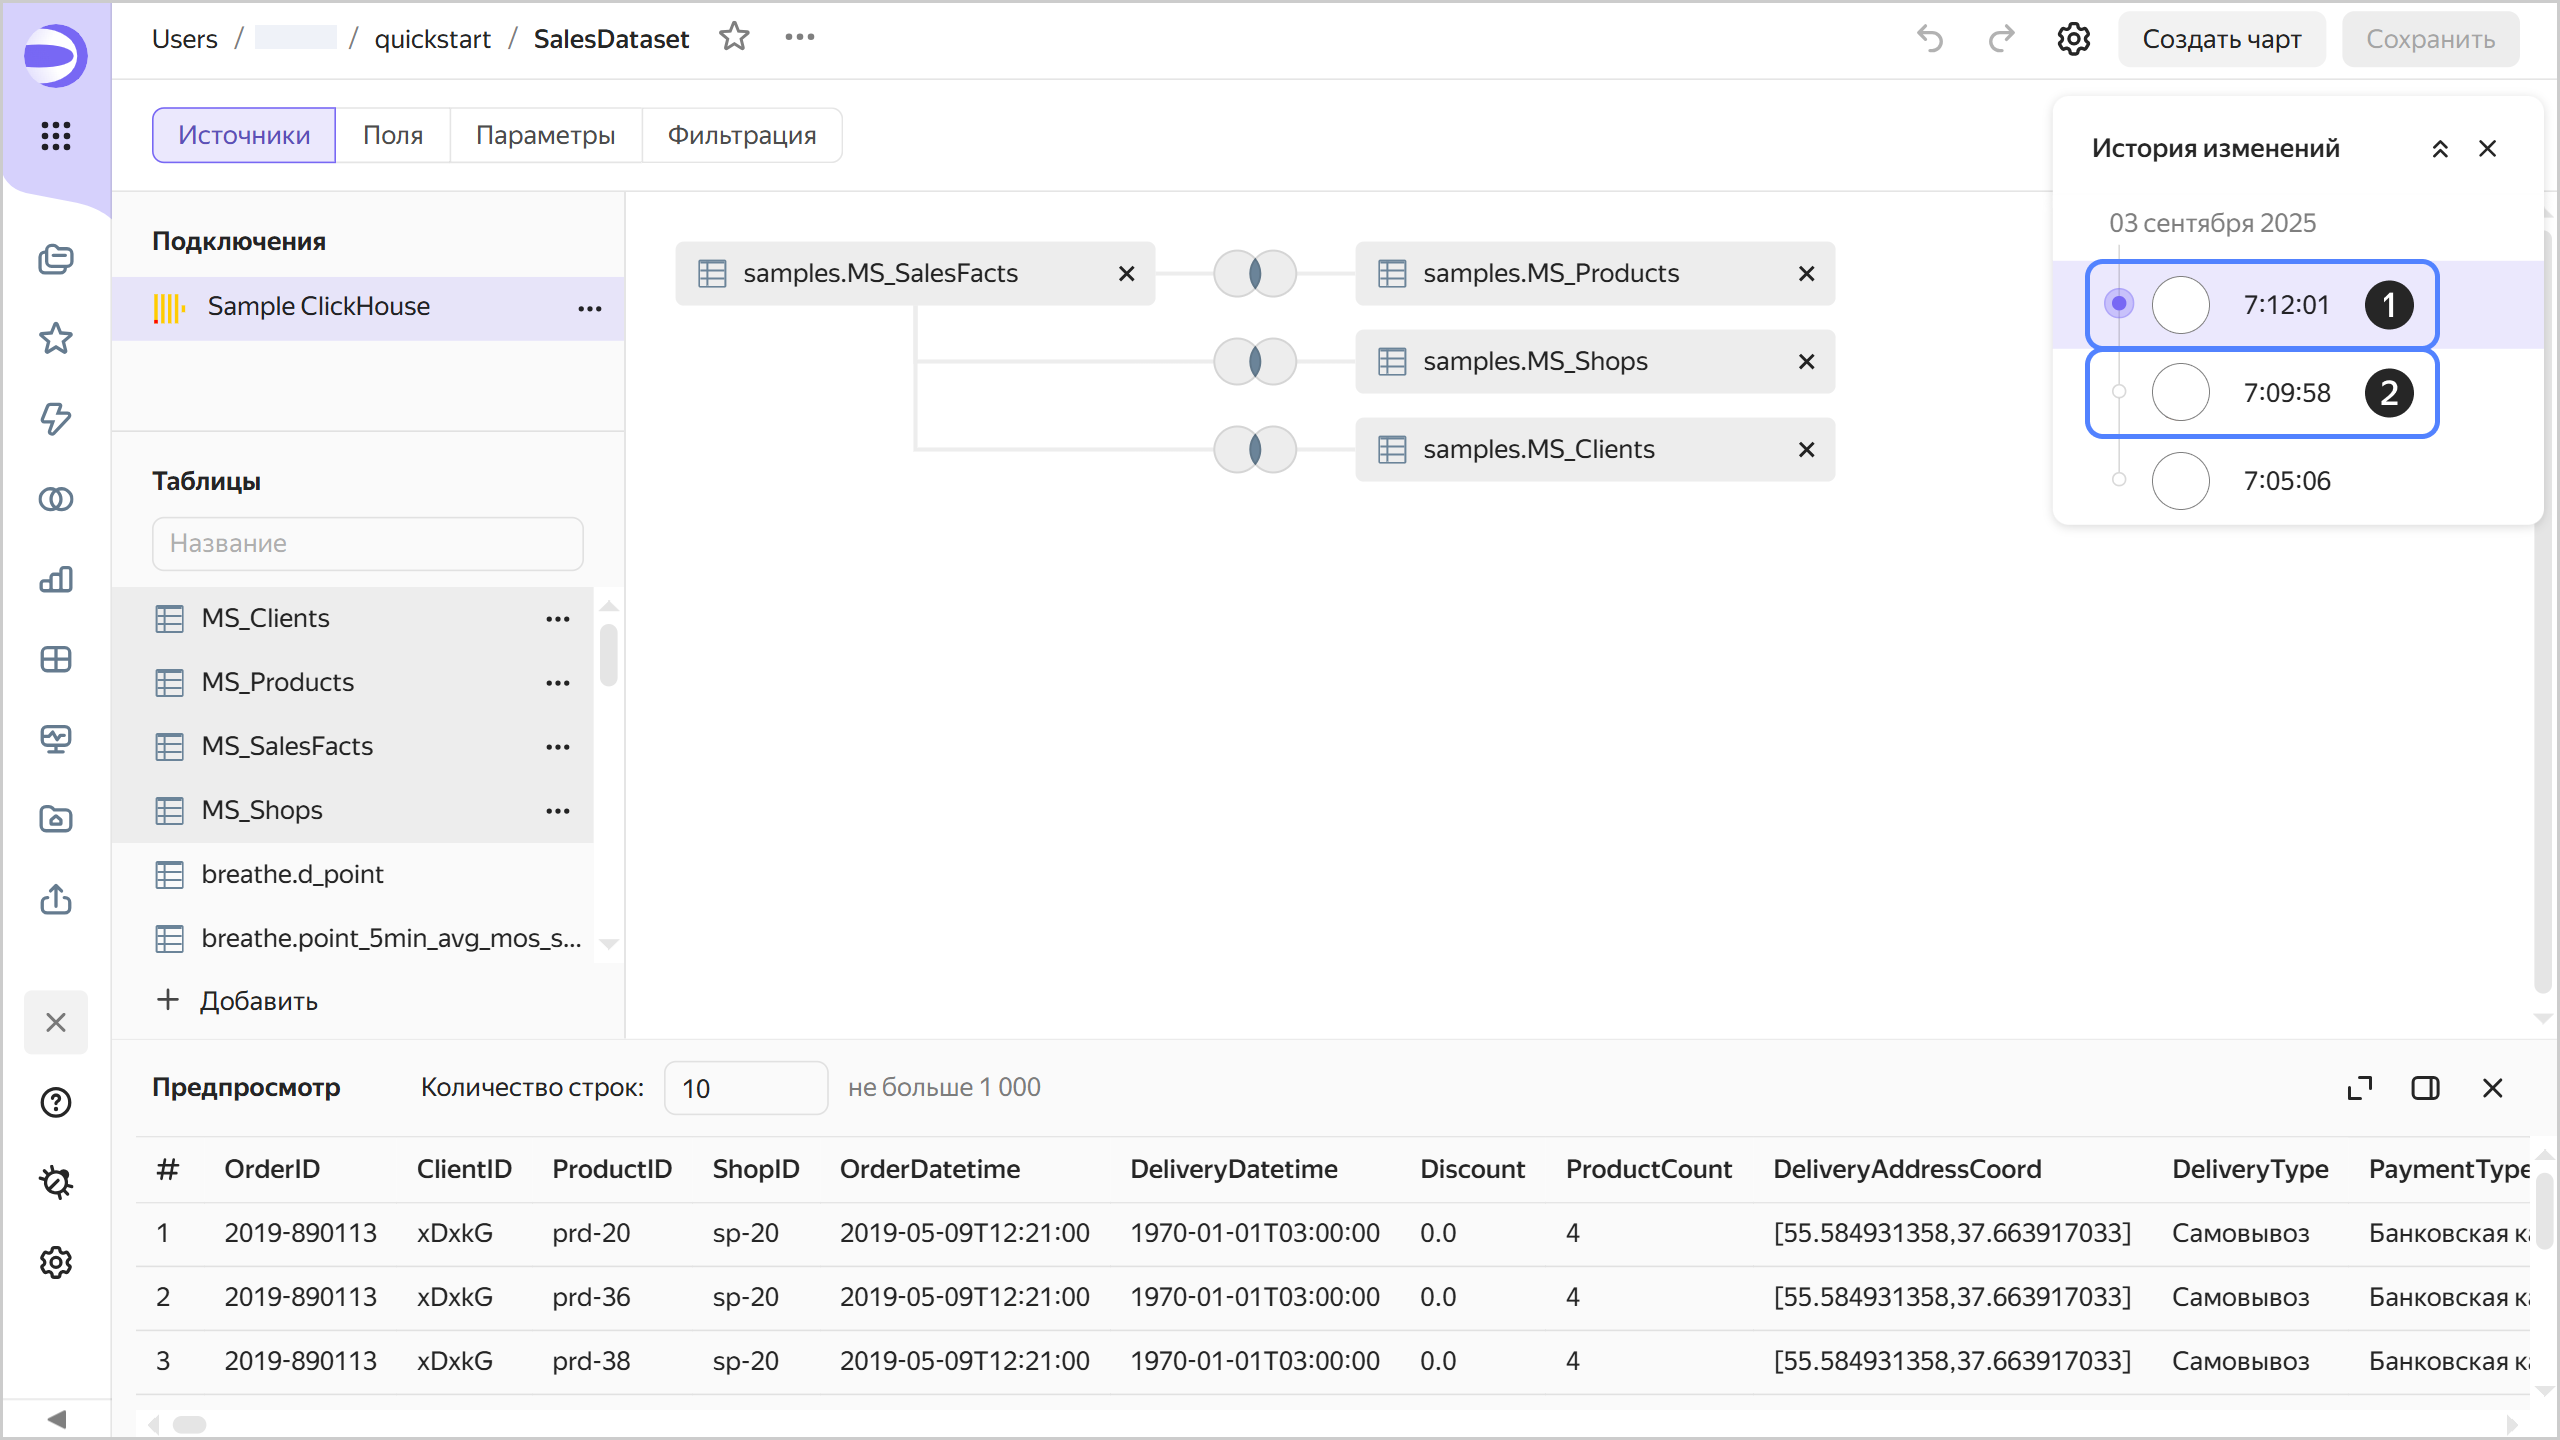 Users / / quickstart / SalesDataset
Создать чарт
Сохранить
Источники
Поля
Параметры
Фильтрация
История изменений
03 сентября 2025
7:12:01 1
7:09:58 2
7:05:06
Подключения
Sample ClickHouse
samples.MS_SalesFacts
samples.MS_Products
samples.MS_Shops
samples.MS_Clients
Таблицы
Название
MS_Clients
MS_Products
MS_SalesFacts
MS_Shops
breathe.d_point
breathe.point_5min_avg_mos_s...
+ Добавить
Предпросмотр Количество строк: 10 не больше 1 000
# OrderID ClientID ProductID ShopID OrderDatetime DeliveryDatetime Discount ProductCount DeliveryAddressCoord DeliveryType PaymentType
1 2019-890113 xDxkG prd-20 sp-20 2019-05-09T12:21:00 1970-01-01T03:00:00 0.0 4 [55.584931358,37.663917033] Самовывоз Банковская ка
2 2019-890113 xDxkG prd-36 sp-20 2019-05-09T12:21:00 1970-01-01T03:00:00 0.0 4 [55.584931358,37.663917033] Самовывоз Банковская ка
3 2019-890113 xDxkG prd-38 sp-20 2019-05-09T12:21:00 1970-01-01T03:00:00 0.0 4 [55.584931358,37.663917033] Самовывоз Банковская ка